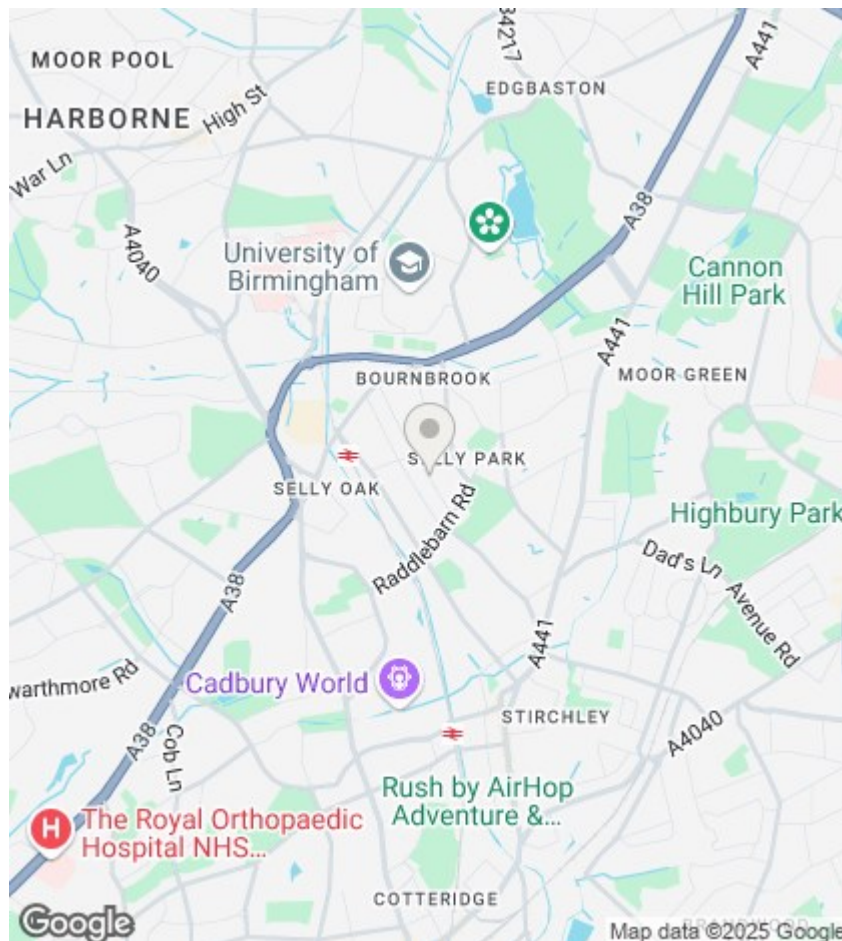 MOOR POOL
HARBORNE
High St
War Ln
A4040
A441
EDGBASTON
A38
University of
Birmingham
Cannon
Hill Park
A441
BOURNBROOK
MOOR GREEN
SELLY PARK
SELLY OAK
Raddlebarn Rd
Highbury Park
Dad's Ln
Avenue Rd
A38
A441
Cadbury World
warthmore Rd
STIRCHLEY
A38
Cob Ln
A4040
Rush by AirHop
Adventure &...
H
The Royal Orthopaedic
Hospital NHS...
COTTERIDGE
Google
Map data ©2025 Google